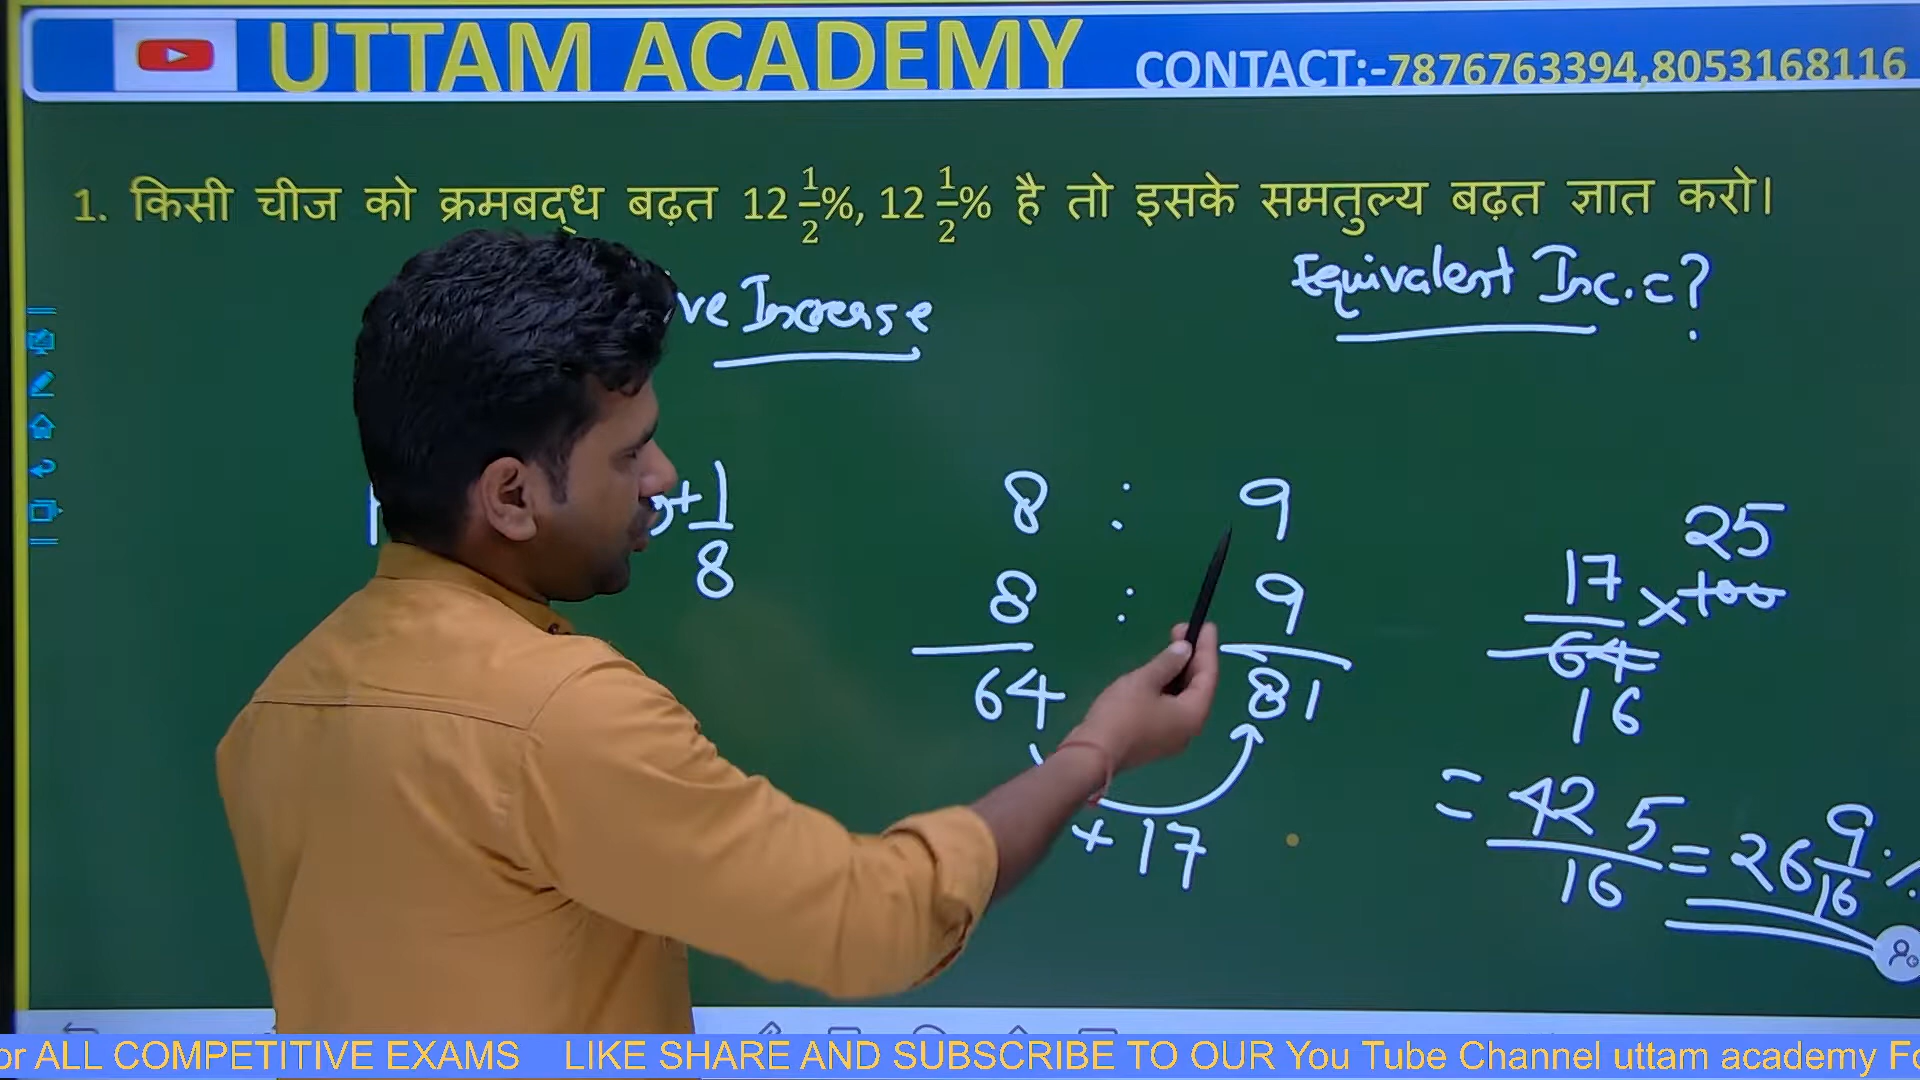 UTTAM ACADEMY CONTACT:-7876763394,8053168116
1. किसी चीज को क्रमबद्ध बढ़त 12 1/2%, 12 1/2% है तो इसके समतुल्य बढ़त ज्ञात करो।
ve Increase
Equivalent Inc. = ?
+1/8
8 : 9
8 : 9
64 81
+17
17/64 × 100
25
16
= 425/16 = 26 9/16 %
or ALL COMPETITIVE EXAMS LIKE SHARE AND SUBSCRIBE TO OUR You Tube Channel uttam academy Fo